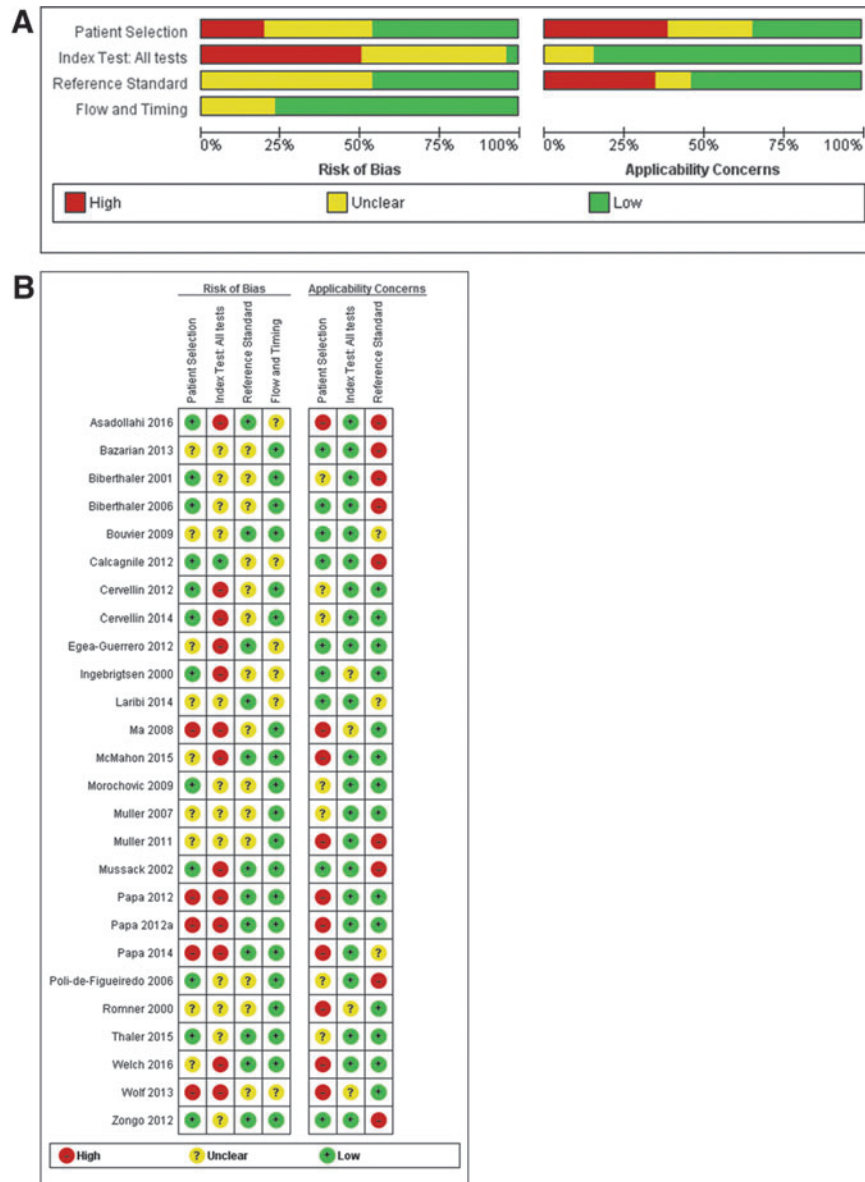 A
Patient Selection
Index Test: All tests
Reference Standard
Flow and Timing
0% 25% 50% 75% 100% 0% 25% 50% 75% 100%
Risk of Bias Applicability Concerns
High Unclear Low
B
Risk of Bias Applicability Concerns
Patient Selection
Index Test: All tests
Reference Standard
Flow and Timing
Patient Selection
Index Test: All tests
Reference Standard
Asadollahi 2016 + - + ? - + -
Bazarian 2013 ? ? ? + + + -
Biberthaler 2001 + ? ? + ? + -
Biberthaler 2006 + ? ? + + + -
Bouvier 2009 ? ? + + + + ?
Calcagnile 2012 + + ? ? + + -
Cervellin 2012 + - ? + ? + +
Cervellin 2014 + - ? + ? + +
Egea-Guerrero 2012 ? - + ? + + +
Ingebrigtsen 2000 + - ? ? + ? +
Laribi 2014 ? ? + ? + + ?
Ma 2008 - - ? + - ? +
McMahon 2015 ? - + + - + +
Morochovic 2009 + ? ? + ? + +
Muller 2007 ? ? ? + ? + +
Muller 2011 ? ? ? + - + -
Mussack 2002 + - + + + + -
Papa 2012 - - + + - + +
Papa 2012a - - + + - + +
Papa 2014 - - + + - + ?
Poli-de-Figueiredo 2006 + ? ? + ? + -
Romner 2000 ? ? ? + - ? +
Thaler 2015 + ? + + ? + +
Welch 2016 ? - + + - + +
Wolf 2013 - - ? ? - ? +
Zongo 2012 + ? + + + + -
- High ? Unclear + Low